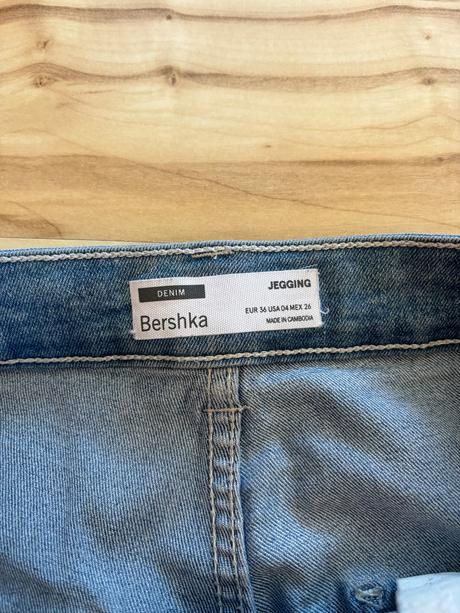 DENIM
JEGGING
Bershka
EUR 36 USA 04 MEX 26
MADE IN CAMBODIA